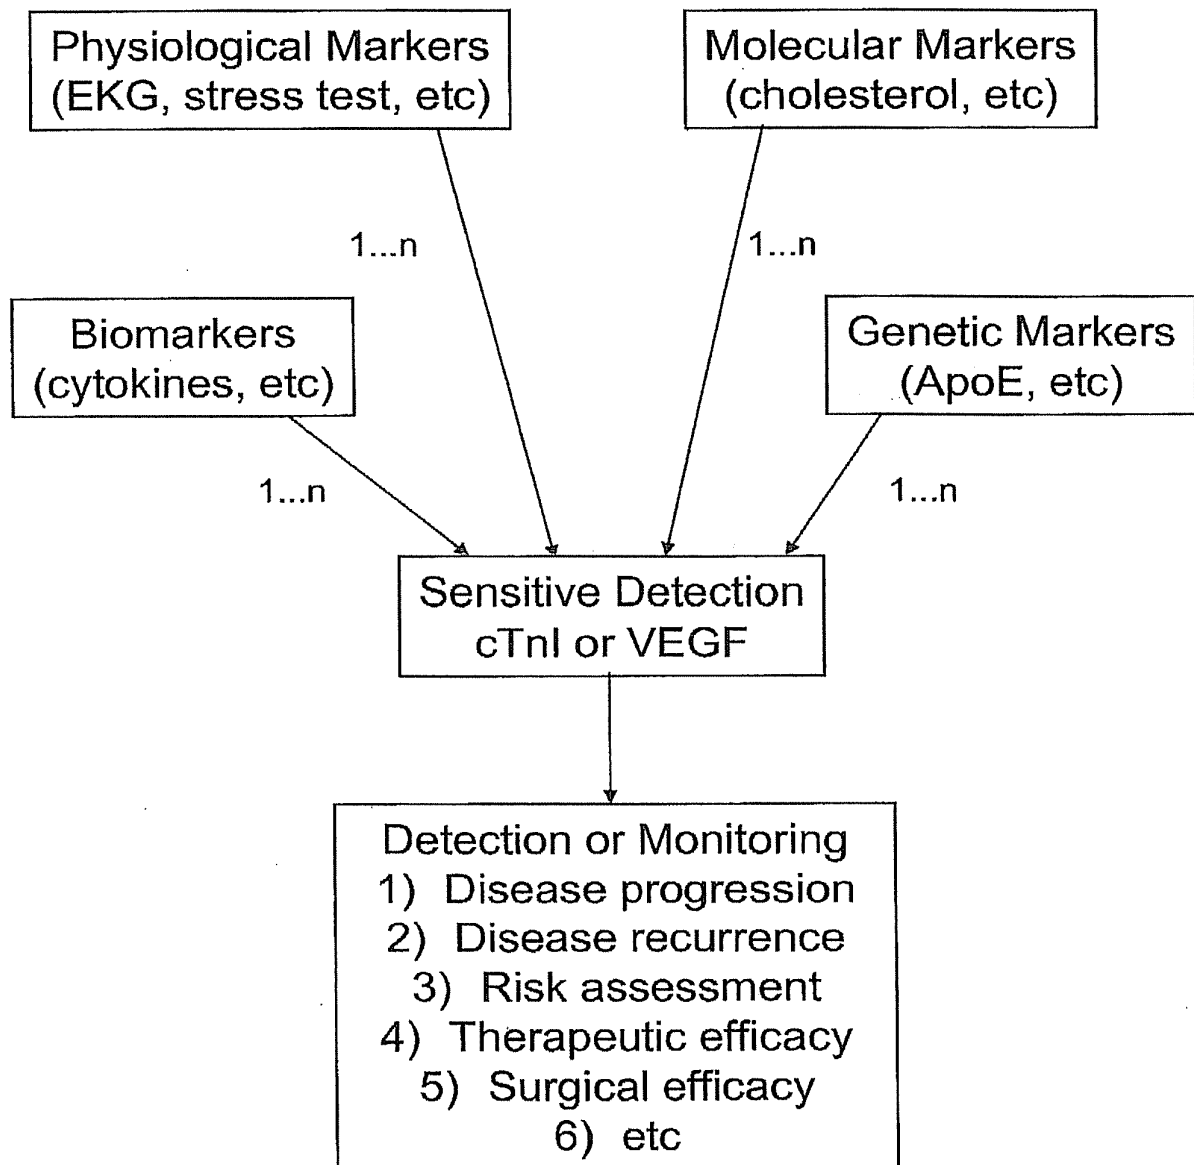 Physiological Markers
(EKG, stress test, etc)
Molecular Markers
(cholesterol, etc)
1...n
1...n
Biomarkers
(cytokines, etc)
Genetic Markers
(ApoE, etc)
1...n
1...n
Sensitive Detection
cTnI or VEGF
Detection or Monitoring
1) Disease progression
2) Disease recurrence
3) Risk assessment
4) Therapeutic efficacy
5) Surgical efficacy
6) etc